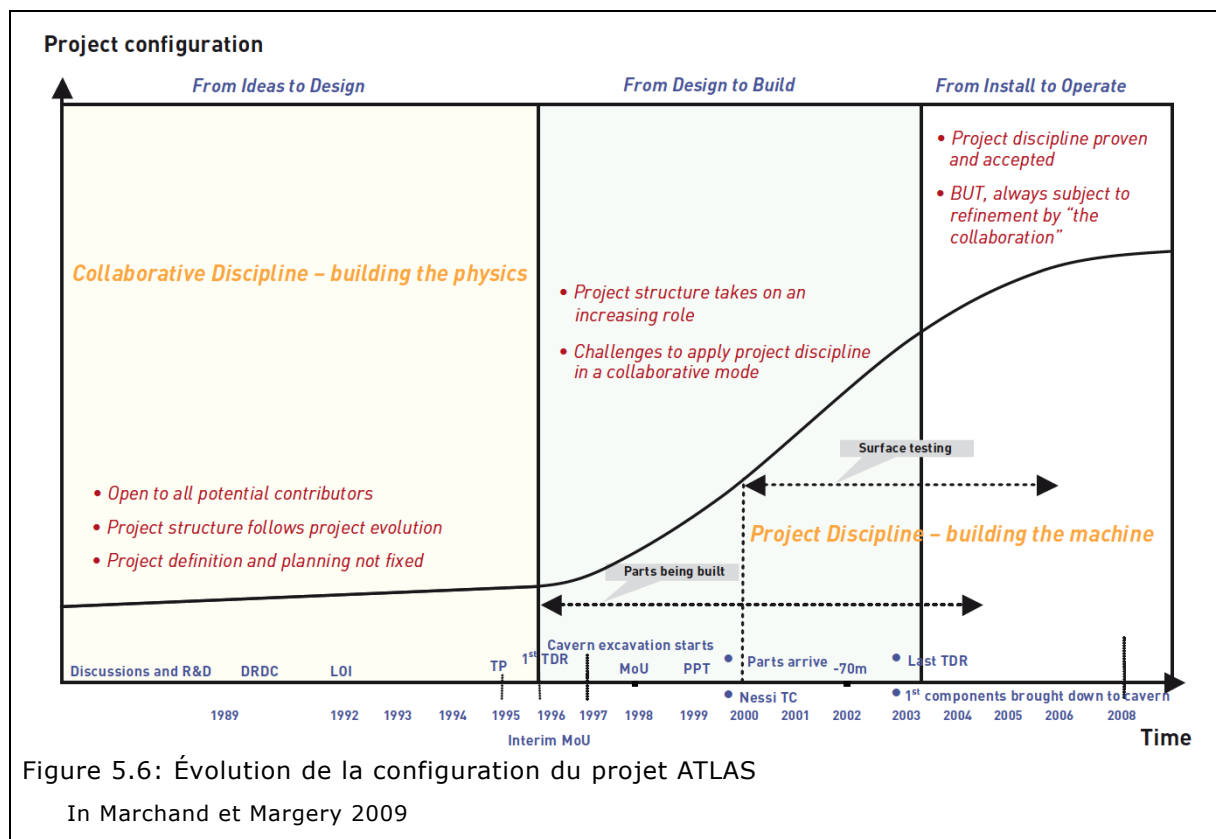 Project configuration
From Ideas to Design
From Design to Build
From Install to Operate
• Project discipline proven
and accepted
• BUT, always subject to
refinement by “the
collaboration”
Collaborative Discipline – building the physics
• Project structure takes on an
increasing role
• Challenges to apply project discipline
in a collaborative mode
Surface testing
• Open to all potential contributors
• Project structure follows project evolution
• Project definition and planning not fixed
Project Discipline – building the machine
Parts being built
Cavern excavation starts
Discussions and R&D
DRDC
LOI
TP
1st TDR
MoU
PPT
• Parts arrive
-70m
• Last TDR
• Nessi TC
• 1st components brought down to cavern
1989
1992
1993
1994
1995
1996
1997
1998
1999
2000
2001
2002
2003
2004
2005
2006
2008
Interim MoU
Time
Figure 5.6: Évolution de la configuration du projet ATLAS
In Marchand et Margery 2009